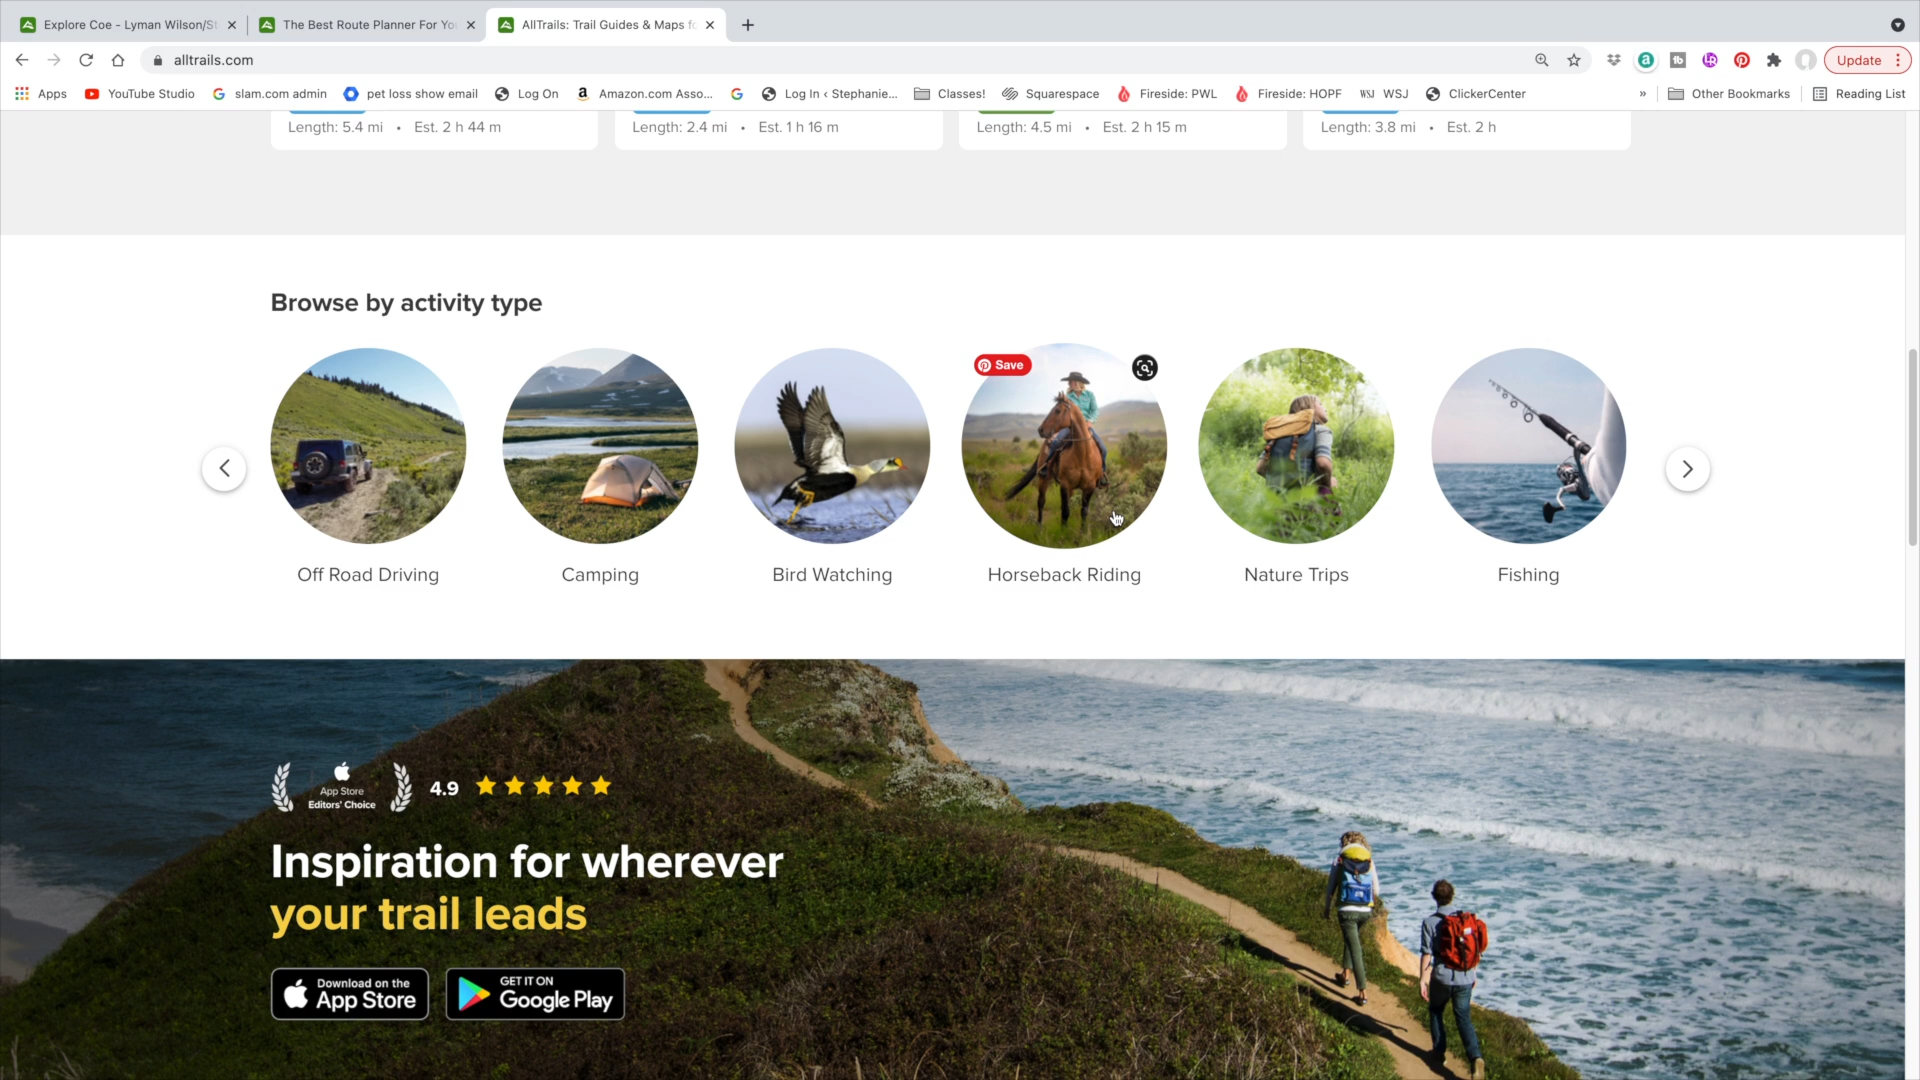 Explore Coe - Lyman Wilson/St
The Best Route Planner For You
AllTrails: Trail Guides & Maps fo
alltrails.com
Update
Apps
YouTube Studio
slam.com admin
pet loss show email
Log On
Amazon.com Asso...
Log In ‹ Stephanie...
Classes!
Squarespace
Fireside: PWL
Fireside: HOPF
WSJ WSJ
ClickerCenter
»
Other Bookmarks
Reading List
Length: 5.4 mi • Est. 2 h 44 m
Length: 2.4 mi • Est. 1 h 16 m
Length: 4.5 mi • Est. 2 h 15 m
Length: 3.8 mi • Est. 2 h
Browse by activity type
Save
Off Road Driving
Camping
Bird Watching
Horseback Riding
Nature Trips
Fishing
App Store
Editors' Choice
4.9
Inspiration for wherever
your trail leads
Download on the
App Store
GET IT ON
Google Play